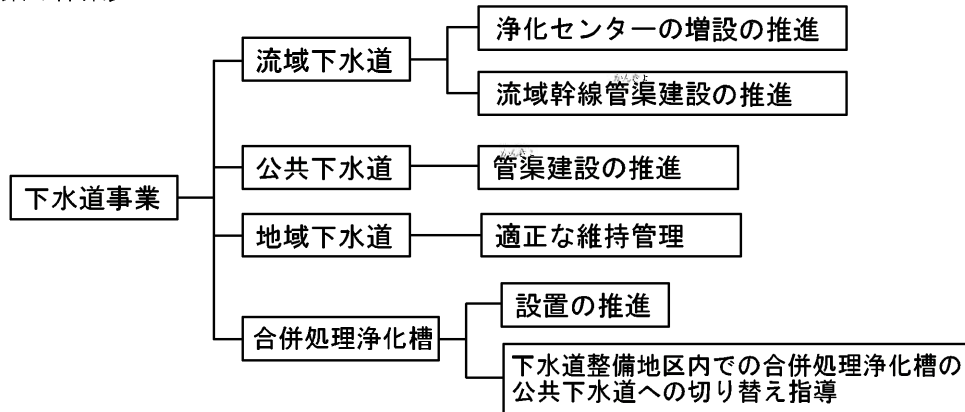 下水道事業
流域下水道
浄化センターの増設の推進
流域幹線管渠建設の推進
公共下水道
管渠建設の推進
地域下水道
適正な維持管理
合併処理浄化槽
設置の推進
下水道整備地区内での合併処理浄化槽の
公共下水道への切り替え指導